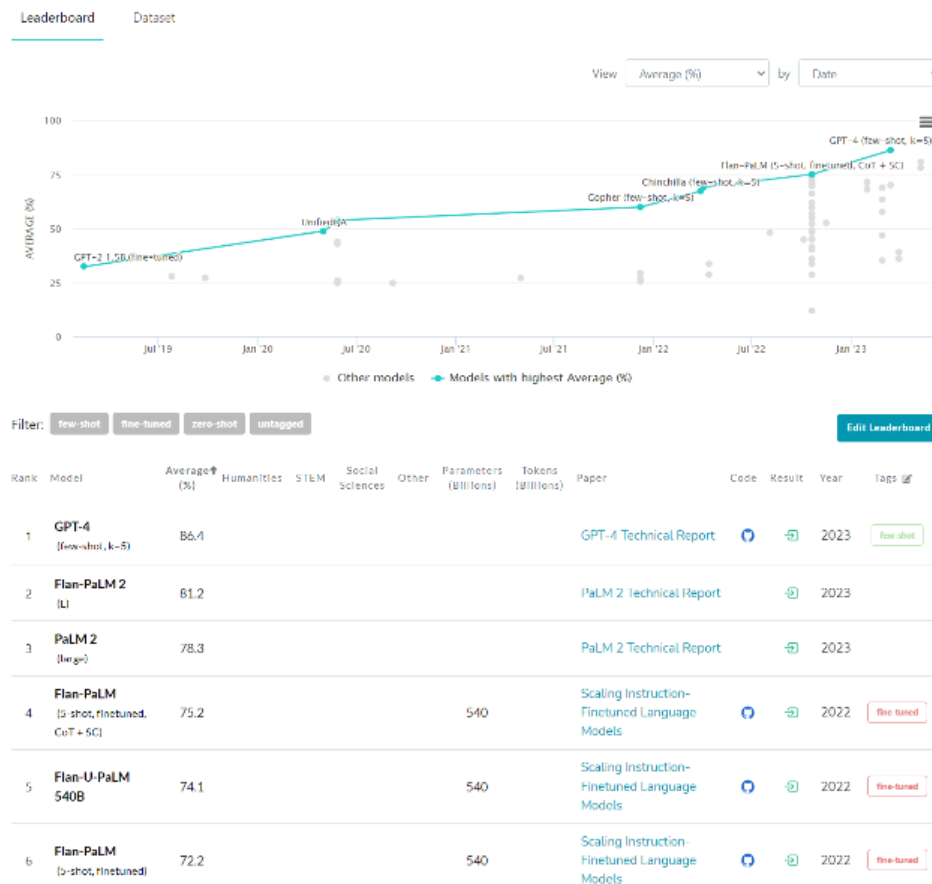 Leaderboard Dataset
View Average (%) by Date
100
75
50
25
0
AVERAGE (%)
GPT-4 (few-shot, k=5)
Flan-PaLM (5-shot, finetuned, CoT + SC)
Chinchilla (few-shot, k=5)
Gopher (few-shot, k=5)
UnifiedQA
GPT-2 1.5B (fine-tuned)
Jul '19 Jan '20 Jul '20 Jan '21 Jul '21 Jan '22 Jul '22 Jan '23
Other models Models with highest Average (%)
Filter: few-shot fine-tuned zero-shot untagged
Edit Leaderboard
Rank Model Average (%) Humanities STEM Social Sciences Other Parameters (Billions) Tokens (Billions) Paper Code Result Year Tags
1 GPT-4 86.4 GPT-4 Technical Report 2023 few-shot
(few-shot, k=5)
2 Flan-PaLM 2 81.2 PaLM 2 Technical Report 2023
(L)
3 PaLM 2 78.3 PaLM 2 Technical Report 2023
(large)
4 Flan-PaLM 75.2 540 Scaling Instruction- 2022 fine-tuned
(5-shot, finetuned, Finetuned Language
CoT + SC) Models
5 Flan-U-PaLM 74.1 540 Scaling Instruction- 2022 fine-tuned
540B Finetuned Language
Models
6 Flan-PaLM 72.2 540 Scaling Instruction- 2022 fine-tuned
(5-shot, finetuned) Finetuned Language
Models